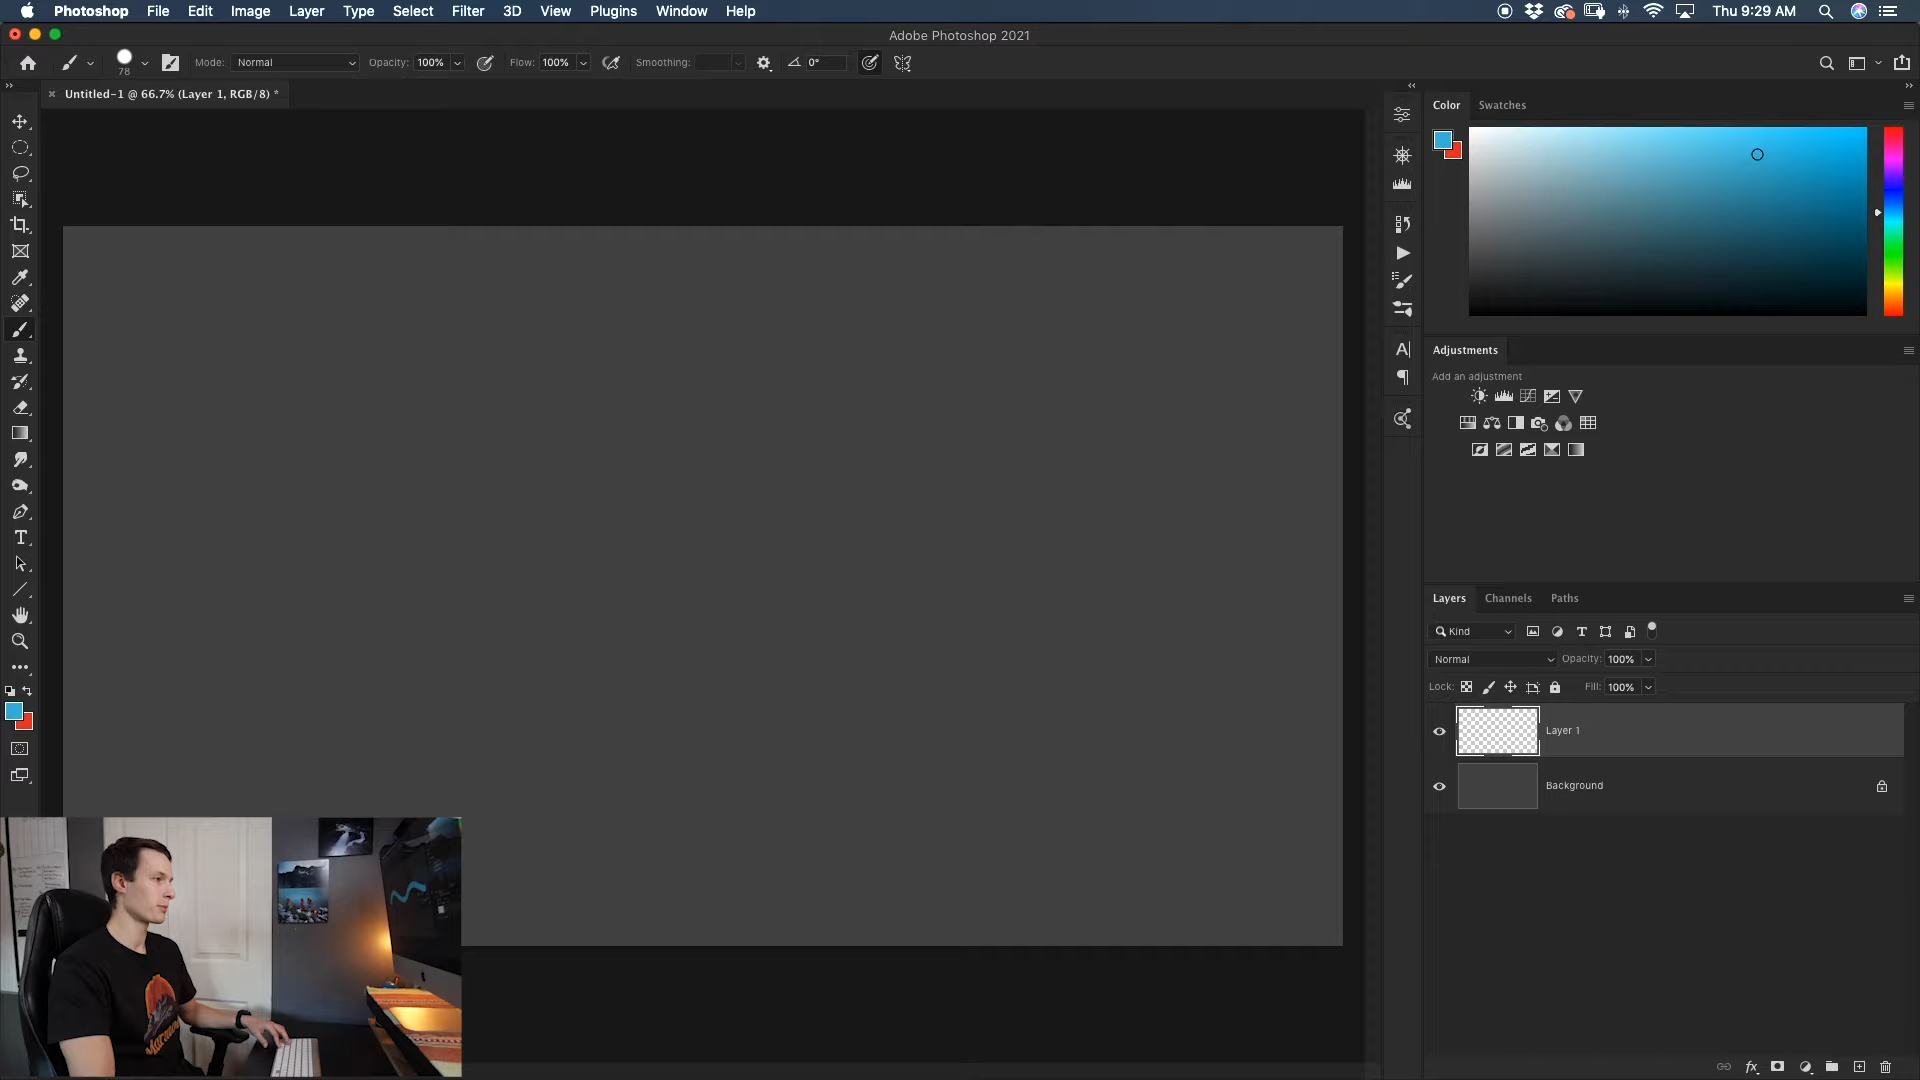 Photoshop File Edit Image Layer Type Select Filter 3D View Plugins Window Help Thu 9:29 AM
Adobe Photoshop 2021
78 Mode: Normal Opacity: 100% Flow: 100% Smoothing: 0°
Untitled-1 @ 66.7% (Layer 1, RGB/8) *
Color Swatches
Adjustments
Add an adjustment
Layers Channels Paths
Kind
Normal Opacity: 100%
Lock: Fill: 100%
Layer 1
Background